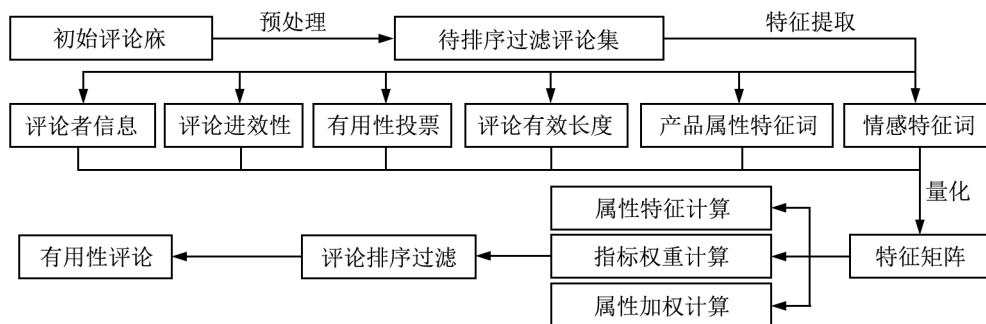 初始评论庥
预处理
待排序过滤评论集
特征提取
评论者信息
评论进效性
有用性投票
评论有效长度
产品属性特征词
情感特征词
量化
属性特征计算
有用性评论
评论排序过滤
指标权重计算
特征矩阵
属性加权计算